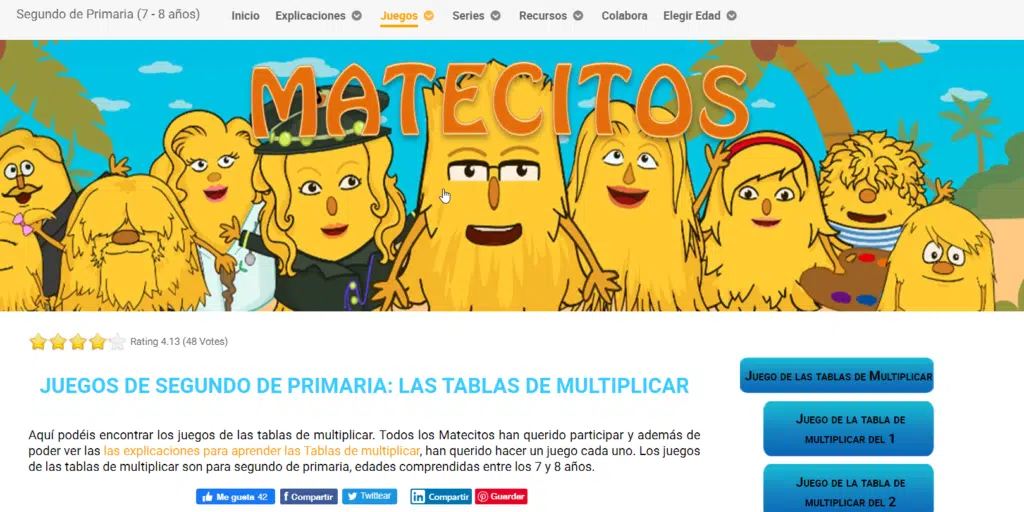 Segundo de Primaria (7 - 8 años)
Inicio
Explicaciones
Juegos
Series
Recursos
Colabora
Elegir Edad
MATECITOS
Rating 4.13 (48 Votes)
JUEGOS DE SEGUNDO DE PRIMARIA: LAS TABLAS DE MULTIPLICAR
Aquí podéis encontrar los juegos de las tablas de multiplicar. Todos los Matecitos han querido participar y además de
poder ver las las explicaciones para aprender las Tablas de multiplicar, han querido hacer un juego cada uno. Los juegos
de las tablas de multiplicar son para segundo de primaria, edades comprendidas entre los 7 y 8 años.
Me gusta 42
Compartir
Twittear
Compartir
Guardar
Juego de las tablas de Multiplicar
Juego de la tabla de
multiplicar del 1
Juego de la tabla de
multiplicar del 2